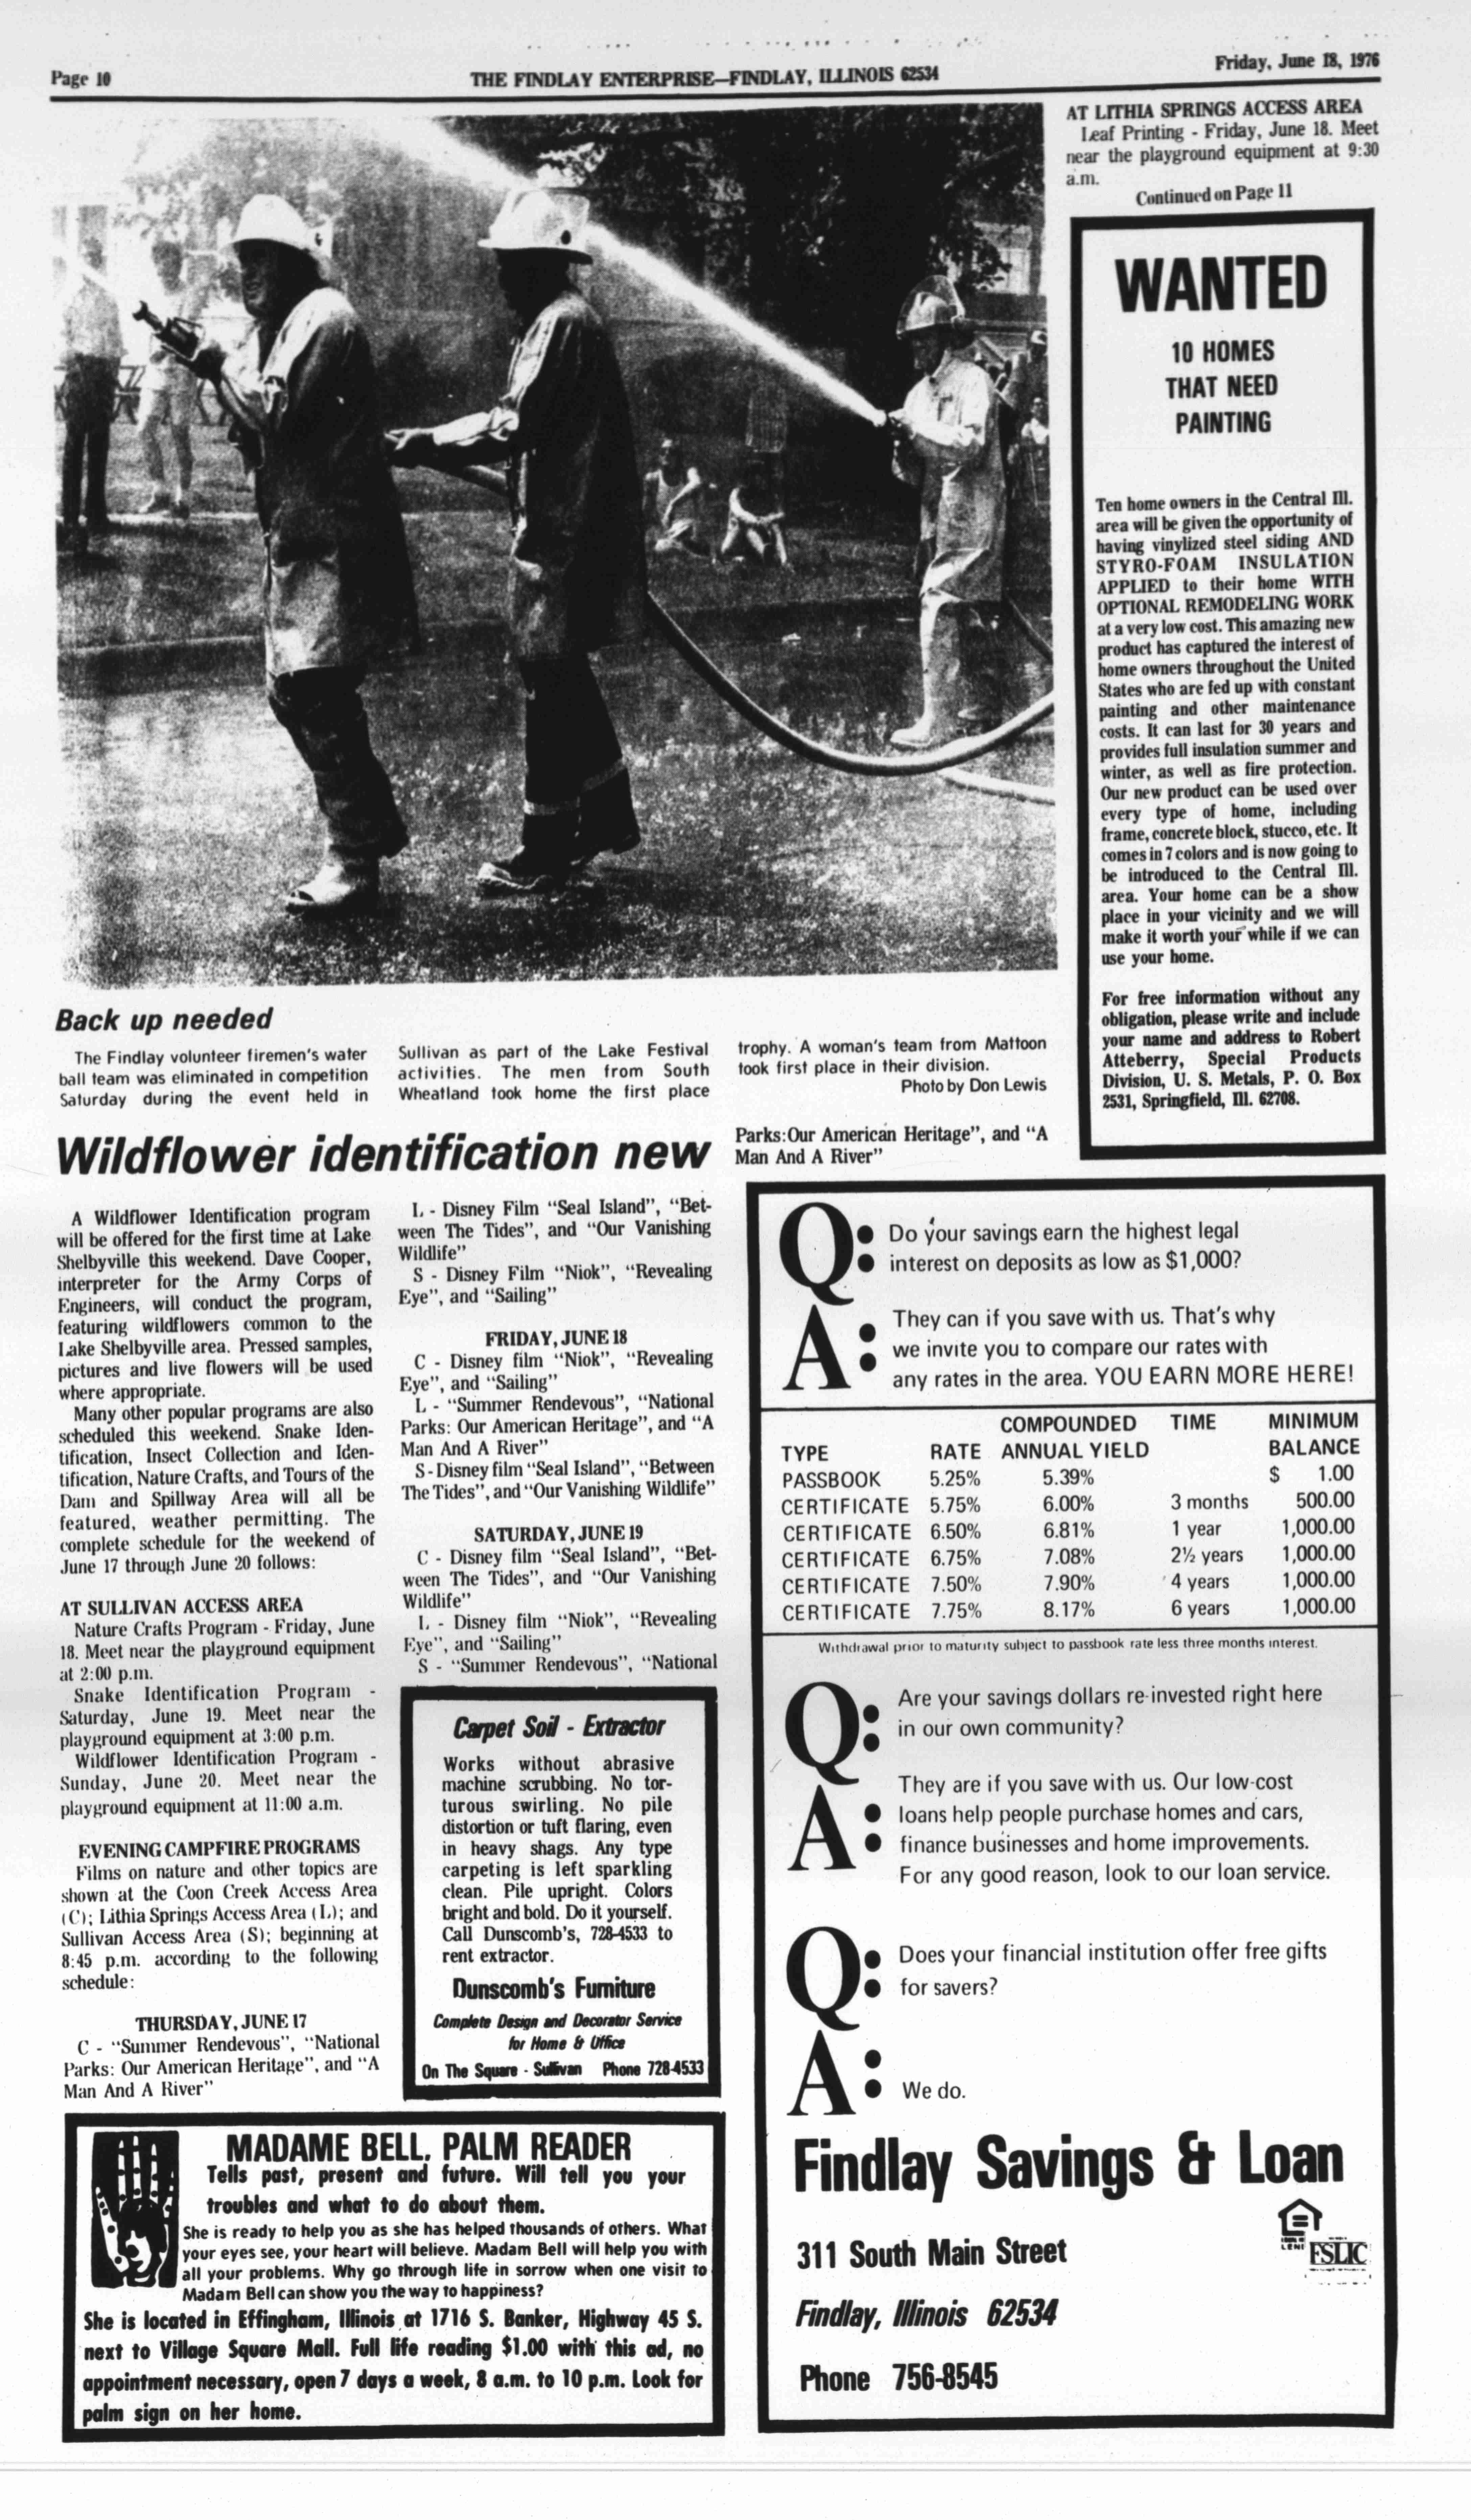 Page 10
THE FINDLAY ENTERPRISE—FINDLAY, ILLINOIS 62534
Friday, June 18, 1976
Back up needed
The Findlay volunteer firemen's water
ball team was eliminated in competition
Saturday during the event held in
Sullivan as part of the Lake Festival
activities. The men from South
Wheatland took home the first place
trophy. A woman's team from Mattoon
took first place in their division.
Photo by Don Lewis
Wildflower identification new
A Wildflower Identification program
will be offered for the first time at Lake
Shelbyville this weekend. Dave Cooper,
interpreter for the Army Corps of
Engineers, will conduct the program,
featuring wildflowers common to the
Lake Shelbyville area. Pressed samples,
pictures and live flowers will be used
where appropriate.
Many other popular programs are also
scheduled this weekend. Snake Iden-
tification, Insect Collection and Iden-
tification, Nature Crafts, and Tours of the
Dam and Spillway Area will all be
featured, weather permitting. The
complete schedule for the weekend of
June 17 through June 20 follows:
AT SULLIVAN ACCESS AREA
Nature Crafts Program - Friday, June
18. Meet near the playground equipment
at 2:00 p.m.
Snake Identification Program -
Saturday, June 19. Meet near the
playground equipment at 3:00 p.m.
Wildflower Identification Program -
Sunday, June 20. Meet near the
playground equipment at 11:00 a.m.
EVENING CAMPFIRE PROGRAMS
Films on nature and other topics are
shown at the Coon Creek Access Area
(C); Lithia Springs Access Area (L); and
Sullivan Access Area (S); beginning at
8:45 p.m. according to the following
schedule:
THURSDAY, JUNE 17
C - "Summer Rendevous", "National
Parks: Our American Heritage", and "A
Man And A River"
L - Disney Film "Seal Island", "Bet-
ween The Tides", and "Our Vanishing
Wildlife"
S - Disney Film "Niok", "Revealing
Eye", and "Sailing"
FRIDAY, JUNE 18
C - Disney film "Niok", "Revealing
Eye", and "Sailing"
L - "Summer Rendevous", "National
Parks: Our American Heritage", and "A
Man And A River"
S - Disney film "Seal Island", "Between
The Tides", and "Our Vanishing Wildlife"
SATURDAY, JUNE 19
C - Disney film "Seal Island", "Bet-
ween The Tides", and "Our Vanishing
Wildlife"
L - Disney film "Niok", "Revealing
Eye", and "Sailing"
S - "Summer Rendevous", "National
Parks:Our American Heritage", and "A
Man And A River"
AT LITHIA SPRINGS ACCESS AREA
Leaf Printing - Friday, June 18. Meet
near the playground equipment at 9:30
a.m.
Continued on Page 11
WANTED
10 HOMES
THAT NEED
PAINTING
Ten home owners in the Central Ill.
area will be given the opportunity of
having vinylized steel siding AND
STYRO-FOAM INSULATION
APPLIED to their home WITH
OPTIONAL REMODELING WORK
at a very low cost. This amazing new
product has captured the interest of
home owners throughout the United
States who are fed up with constant
painting and other maintenance
costs. It can last for 30 years and
provides full insulation summer and
winter, as well as fire protection.
Our new product can be used over
every type of home, including
frame, concrete block, stucco, etc. It
comes in 7 colors and is now going to
be introduced to the Central Ill.
area. Your home can be a show
place in your vicinity and we will
make it worth your while if we can
use your home.
For free information without any
obligation, please write and include
your name and address to Robert
Atteberry, Special Products
Division, U. S. Metals, P. O. Box
2531, Springfield, Ill. 62708.
Carpet Soil - Extractor
Works without abrasive
machine scrubbing. No tor-
turous swirling. No pile
distortion or tuft flaring, even
in heavy shags. Any type
carpeting is left sparkling
clean. Pile upright. Colors
bright and bold. Do it yourself.
Call Dunscomb's, 728-4533 to
rent extractor.
Dunscomb's Furniture
Complete Design and Decorator Service
for Home & Office
On The Square - Sullivan Phone 728-4533
MADAME BELL, PALM READER
Tells past, present and future. Will tell you your
troubles and what to do about them.
She is ready to help you as she has helped thousands of others. What
your eyes see, your heart will believe. Madam Bell will help you with
all your problems. Why go through life in sorrow when one visit to
Madam Bell can show you the way to happiness?
She is located in Effingham, Illinois at 1716 S. Banker, Highway 45 S.
next to Village Square Mall. Full life reading $1.00 with this ad, no
appointment necessary, open 7 days a week, 8 a.m. to 10 p.m. Look for
palm sign on her home.
Q: Do your savings earn the highest legal
interest on deposits as low as $1,000?
A: They can if you save with us. That's why
we invite you to compare our rates with
any rates in the area. YOU EARN MORE HERE!
COMPOUNDED TIME MINIMUM
TYPE RATE ANNUAL YIELD BALANCE
PASSBOOK 5.25% 5.39% $ 1.00
CERTIFICATE 5.75% 6.00% 3 months 500.00
CERTIFICATE 6.50% 6.81% 1 year 1,000.00
CERTIFICATE 6.75% 7.08% 2½ years 1,000.00
CERTIFICATE 7.50% 7.90% 4 years 1,000.00
CERTIFICATE 7.75% 8.17% 6 years 1,000.00
Withdrawal prior to maturity subject to passbook rate less three months interest.
Q: Are your savings dollars re-invested right here
in our own community?
A: They are if you save with us. Our low-cost
loans help people purchase homes and cars,
finance businesses and home improvements.
For any good reason, look to our loan service.
Q: Does your financial institution offer free gifts
for savers?
A: We do.
Findlay Savings & Loan
311 South Main Street
Findlay, Illinois 62534
Phone 756-8545
FSLIC